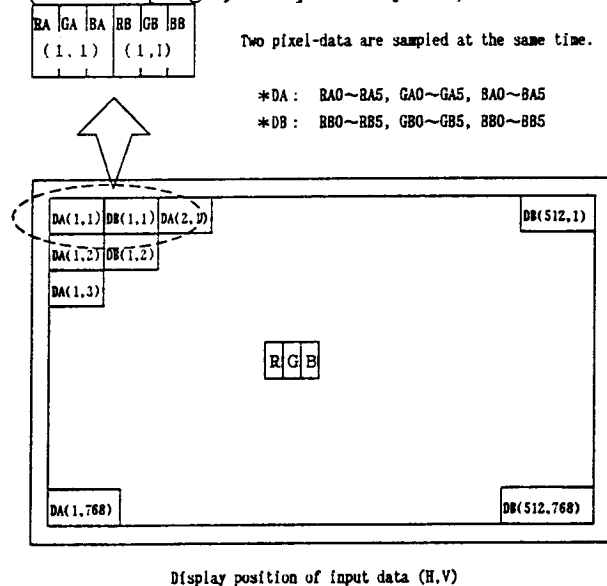 RA GA BA RB GB BB
(1,1) (1,I)
Two pixel-data are sampled at the same time.
*DA : RA0~RA5, GA0~GA5, BA0~BA5
*DB : RB0~RB5, GB0~GB5, BB0~BB5
DA(1,1) DB(1,1) DA(2,1) DB(512,1)
DA(1,2) DB(1,2)
DA(1,3)
R G B
DA(1,768) DB(512,768)
Display position of input data (H,V)